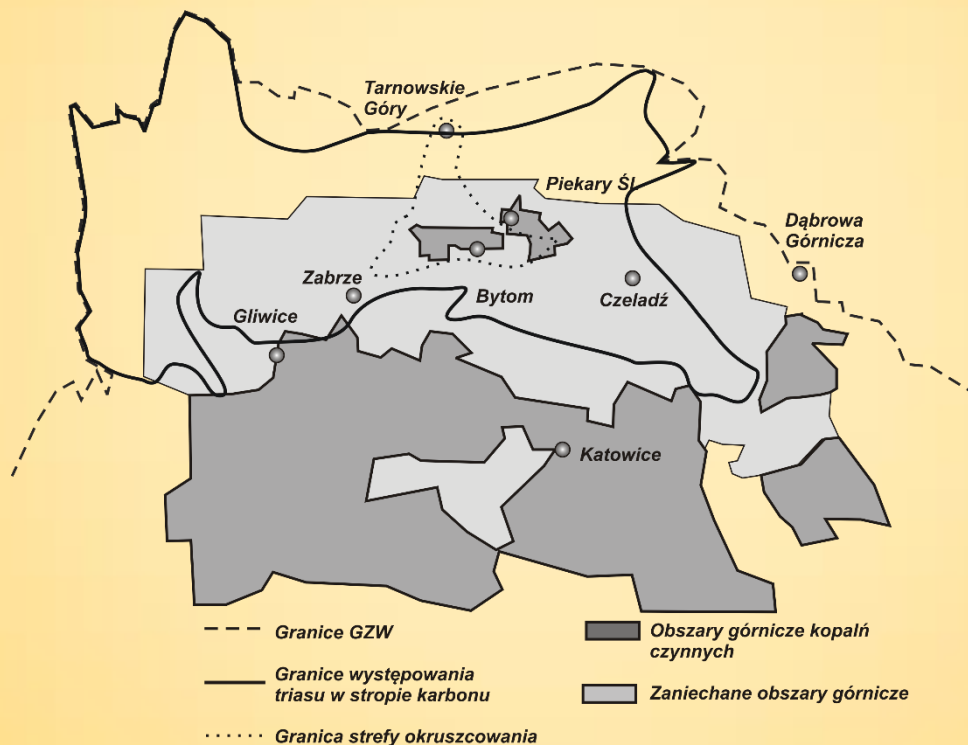 Tarnowskie
Góry
Piekary Śl.
Dąbrowa
Górnicza
Zabrze
Bytom
Czeladź
Gliwice
Katowice
Granice GZW
Granice występowania
triasu w stropie karbonu
Granica strefy okruszcowania
Obszary górnicze kopalń
czynnych
Zaniechane obszary górnicze